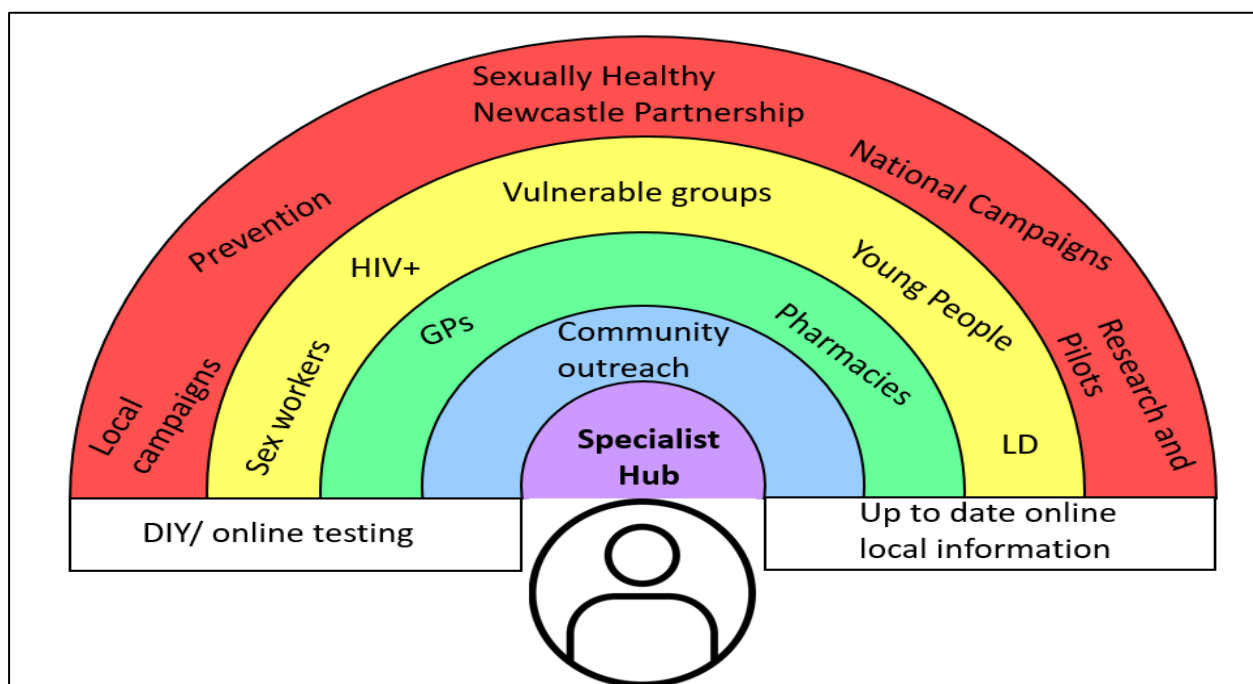 Sexually Healthy
Newcastle Partnership
Prevention
National Campaigns
Local
campaigns
Research and
Pilots
Vulnerable groups
HIV+
Young People
Sex workers
LD
GPs
Pharmacies
Community
outreach
Specialist
Hub
DIY/ online testing
Up to date online
local information